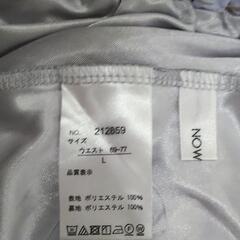 NO. 212859
サイズ
ウエスト 69-77
L
品質表示
表地 ポリエステル 100%
裏地 ポリエステル 100%
NOW